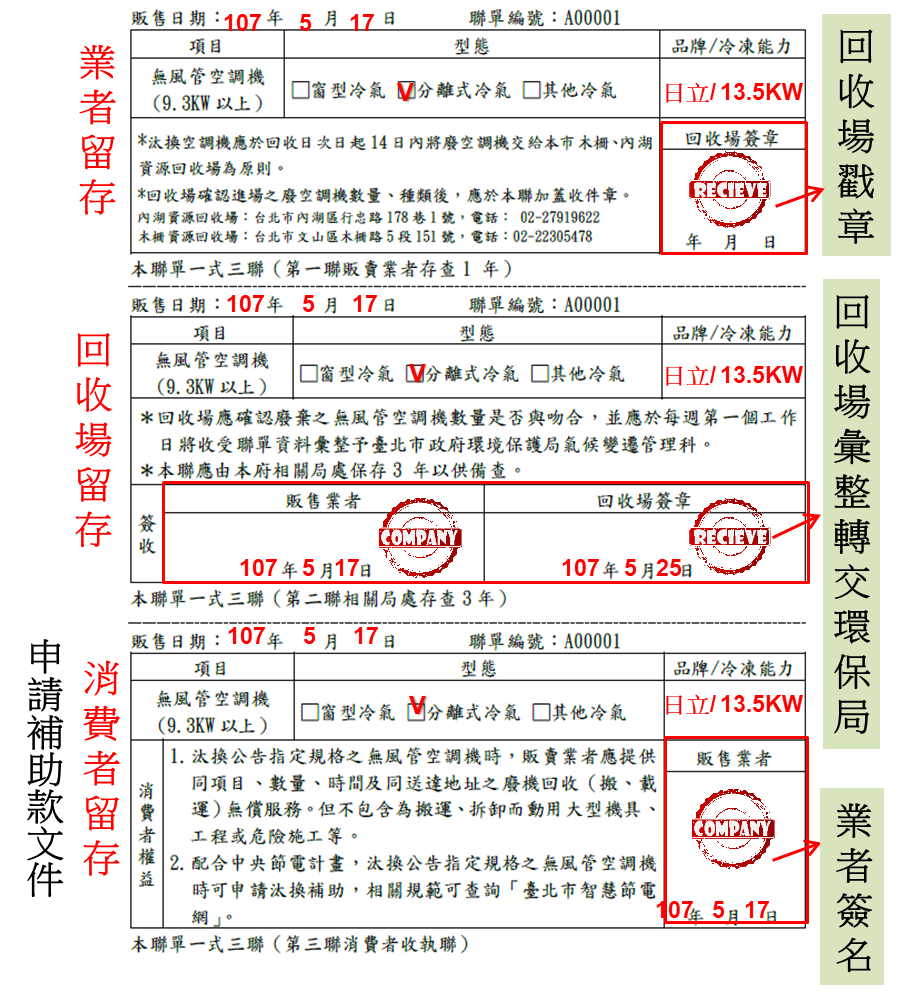 販售日期：107年 5 月 17 日 聯單編號：A00001
項目 型態 品牌/冷凍能力
無風管空調機
(9.3KW 以上)
□窗型冷氣 ☑分離式冷氣 □其他冷氣
日立/ 13.5KW
*汰換空調機應於回收日次日起 14 日內將廢空調機交給本市木柵、內湖
資源回收場為原則。
*回收場確認進場之廢空調機數量、種類後，應於本聯加蓋收件章。
內湖資源回收場：台北市內湖區行忠路 178 巷 1 號，電話： 02-27919622
木柵資源回收場：台北市文山區木柵路 5 段 151 號，電話：02-22305478
回收場簽章
RECIEVE
年 月 日
本聯單一式三聯（第一聯販賣業者存查 1 年）
業者留存
回收場戳章
販售日期：107年 5 月 17 日 聯單編號：A00001
項目 型態 品牌/冷凍能力
無風管空調機
(9.3KW 以上)
□窗型冷氣 ☑分離式冷氣 □其他冷氣
日立/ 13.5KW
＊回收場應確認廢棄之無風管空調機數量是否與吻合，並應於每週第一個工作
日將收受聯單資料彙整予臺北市政府環境保護局氣候變遷管理科。
＊本聯應由本府相關局處保存 3 年以供備查。
簽收
販售業者 回收場簽章
COMPANY RECIEVE
107年 5 月17日 107年 5 月25日
本聯單一式三聯（第二聯相關局處存查 3 年）
回收場留存
回收場彙整轉交環保局
販售日期：107年 5 月 17 日 聯單編號：A00001
項目 型態 品牌/冷凍能力
無風管空調機
(9.3KW 以上)
□窗型冷氣 ☑分離式冷氣 □其他冷氣
日立/ 13.5KW
消費者權益
1. 汰換公告指定規格之無風管空調機時，販賣業者應提供
同項目、數量、時間及同送達地址之廢機回收（搬、載
運）無償服務。但不包含為搬運、拆卸而動用大型機具、
工程或危險施工等。
2. 配合中央節電計畫，汰換公告指定規格之無風管空調機
時可申請汰換補助，相關規範可查詢「臺北市智慧節電
網」。
販售業者
COMPANY
107年 5月 17日
本聯單一式三聯（第三聯消費者收執聯）
消費者留存
申請補助款文件
業者簽名